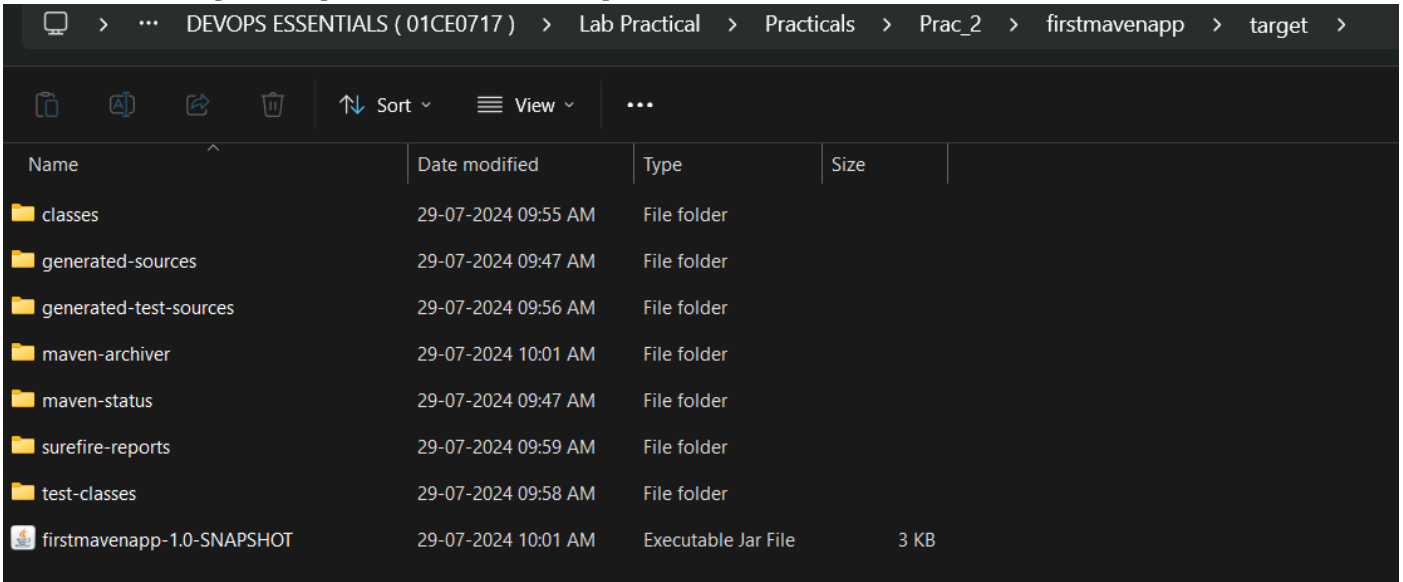 > ... DEVOPS ESSENTIALS ( 01CE0717 ) > Lab Practical > Practicals > Prac_2 > firstmavenapp > target >
Sort View ...
Name Date modified Type Size
classes 29-07-2024 09:55 AM File folder
generated-sources 29-07-2024 09:47 AM File folder
generated-test-sources 29-07-2024 09:56 AM File folder
maven-archiver 29-07-2024 10:01 AM File folder
maven-status 29-07-2024 09:47 AM File folder
surefire-reports 29-07-2024 09:59 AM File folder
test-classes 29-07-2024 09:58 AM File folder
firstmavenapp-1.0-SNAPSHOT 29-07-2024 10:01 AM Executable Jar File 3 KB